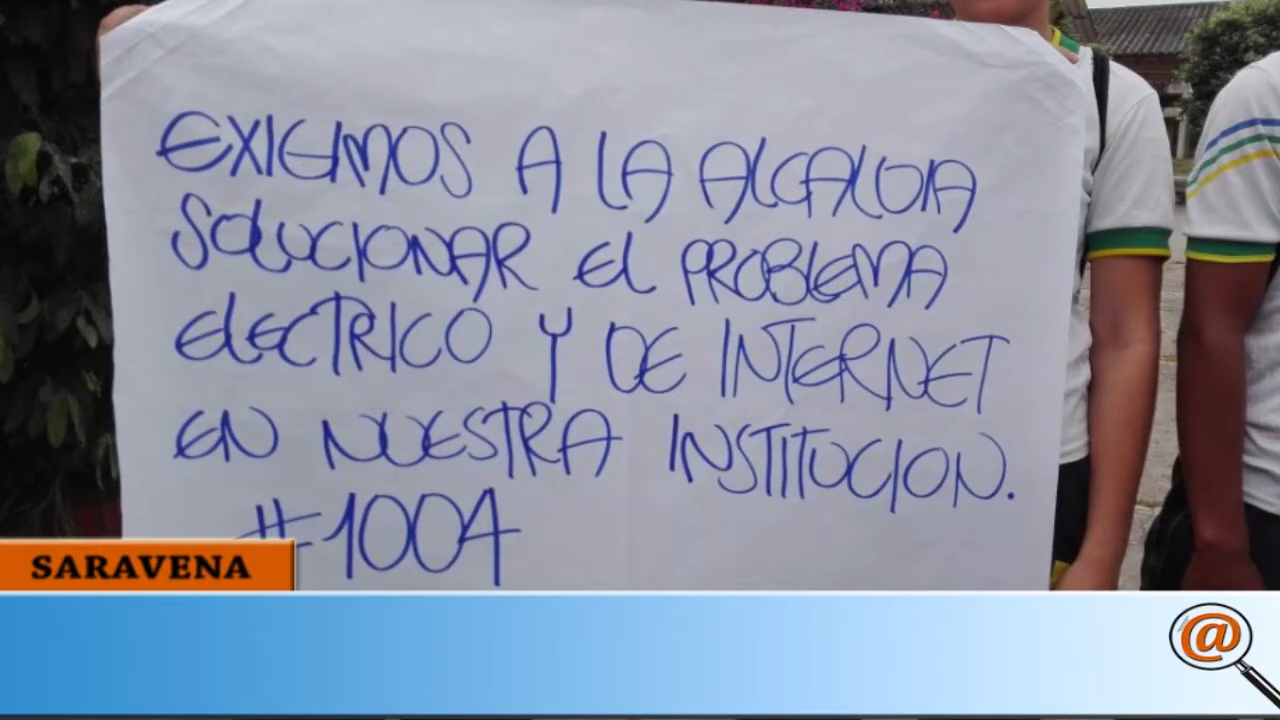 EXIGIMOS A LA ALCALDIA
SOLUCIONAR El PROBLEMA
ElECTRICO Y DE INTERNET
EN NUESTRA INSTITUCION.
#1004
SARAVENA
@